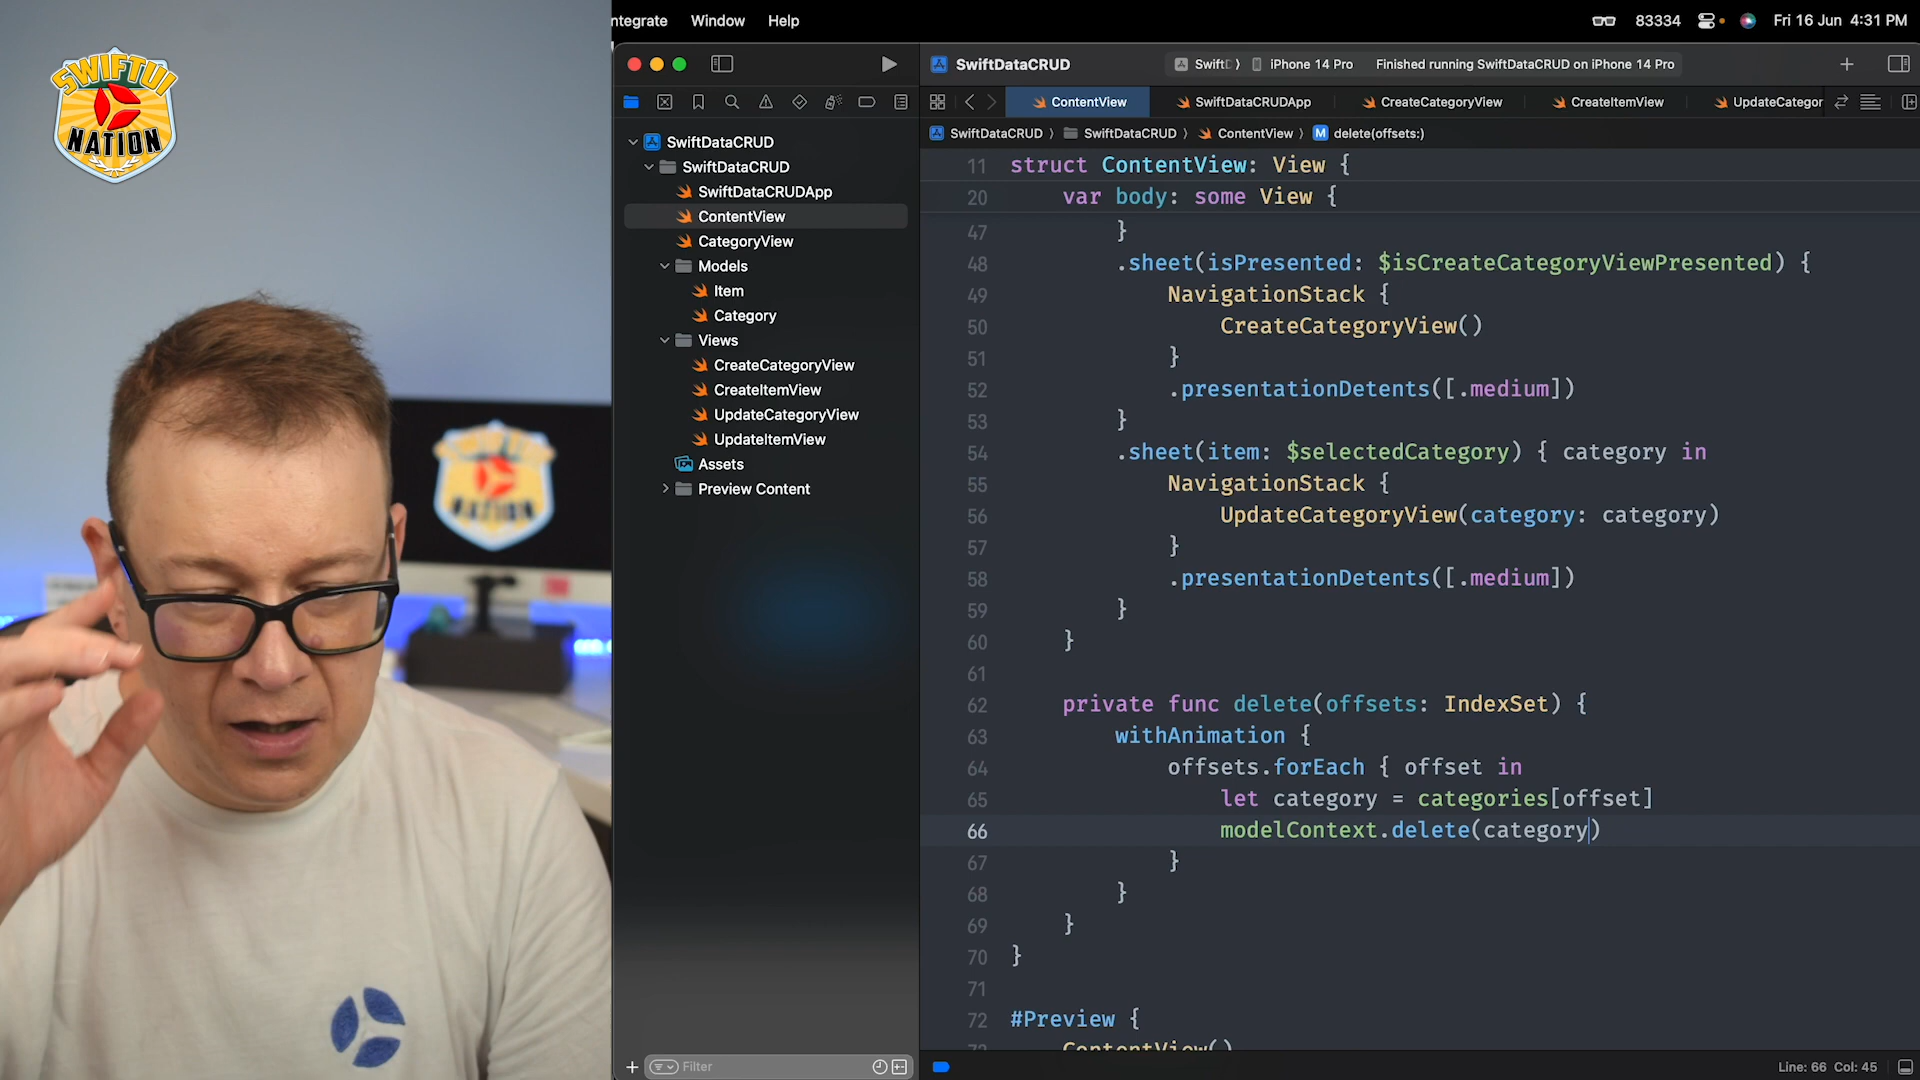 SWIFTUI
NATION
NATION
ntegrate Window Help
83334 Fri 16 Jun 4:31 PM
SwiftDataCRUD
iPhone 14 Pro Finished running SwiftDataCRUD on iPhone 14 Pro
ContentView SwiftDataCRUDApp CreateCategoryView CreateItemView UpdateCategor
SwiftDataCRUD SwiftDataCRUD ContentView M delete(offsets:)
SwiftDataCRUD
SwiftDataCRUD
SwiftDataCRUDApp
ContentView
CategoryView
Models
Item
Category
Views
CreateCategoryView
CreateItemView
UpdateCategoryView
UpdateItemView
Assets
Preview Content
Filter
11 struct ContentView: View {
20 var body: some View {
47 }
48 .sheet(isPresented: $isCreateCategoryViewPresented) {
49 NavigationStack {
50 CreateCategoryView()
51 }
52 .presentationDetents([.medium])
53 }
54 .sheet(item: $selectedCategory) { category in
55 NavigationStack {
56 UpdateCategoryView(category: category)
57 }
58 .presentationDetents([.medium])
59 }
60 }
61
62 private func delete(offsets: IndexSet) {
63 withAnimation {
64 offsets.forEach { offset in
65 let category = categories[offset]
66 modelContext.delete(category)
67 }
68 }
69 }
70 }
71
72 #Preview {
ContentView()
Line: 66 Col: 45